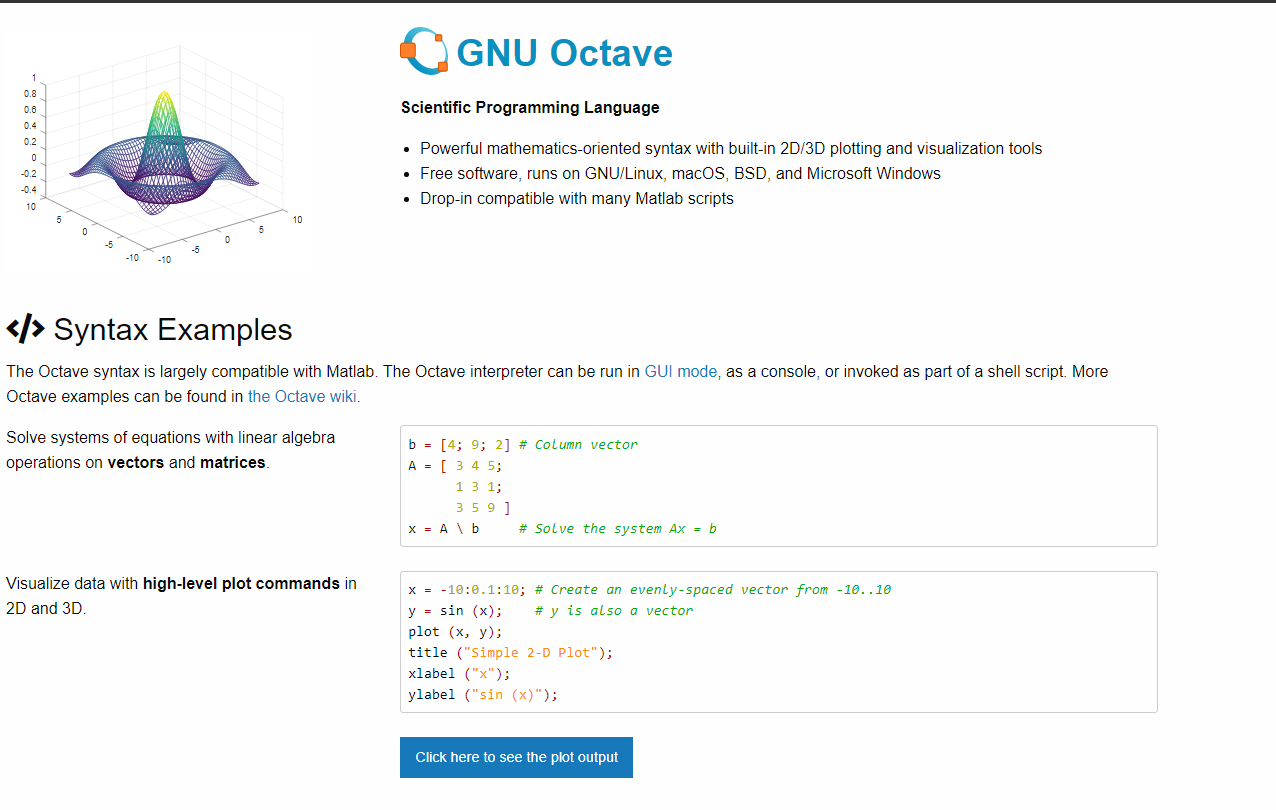 1
0.8
0.6
0.4
0.2
0
-0.2
-0.4
10
5
0
-5
-10
-10
-5
0
5
10
GNU Octave
Scientific Programming Language
• Powerful mathematics-oriented syntax with built-in 2D/3D plotting and visualization tools
• Free software, runs on GNU/Linux, macOS, BSD, and Microsoft Windows
• Drop-in compatible with many Matlab scripts
</> Syntax Examples
The Octave syntax is largely compatible with Matlab. The Octave interpreter can be run in GUI mode, as a console, or invoked as part of a shell script. More
Octave examples can be found in the Octave wiki.
Solve systems of equations with linear algebra
operations on vectors and matrices.
b = [4; 9; 2] # Column vector
A = [ 3 4 5;
      1 3 1;
      3 5 9 ]
x = A \ b     # Solve the system Ax = b
Visualize data with high-level plot commands in
2D and 3D.
x = -10:0.1:10; # Create an evenly-spaced vector from -10..10
y = sin (x);    # y is also a vector
plot (x, y);
title ("Simple 2-D Plot");
xlabel ("x");
ylabel ("sin (x)");
Click here to see the plot output